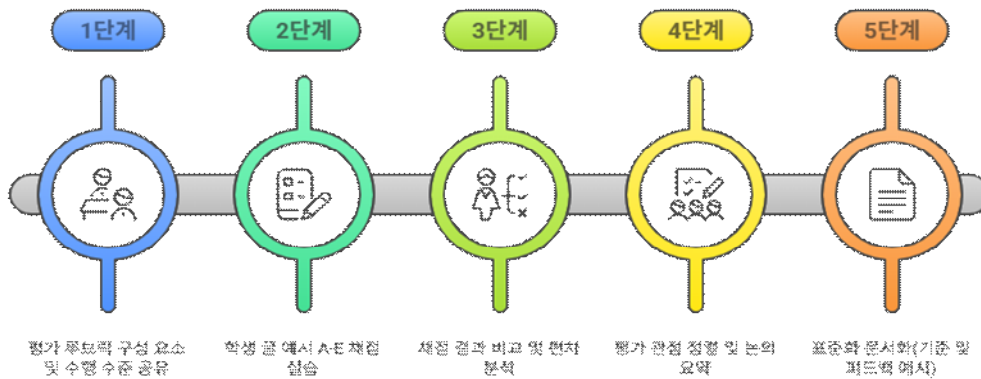 1단계
2단계
3단계
4단계
5단계
평가 루브릭 구성 요소
및 수행 수준 공유
학생 글 예시 A-E 채점
실습
채점 결과 비교 및 편차
분석
평가 관점 정렬 및 논의
요약
표준화 문서화(기준 및
피드백 예시)